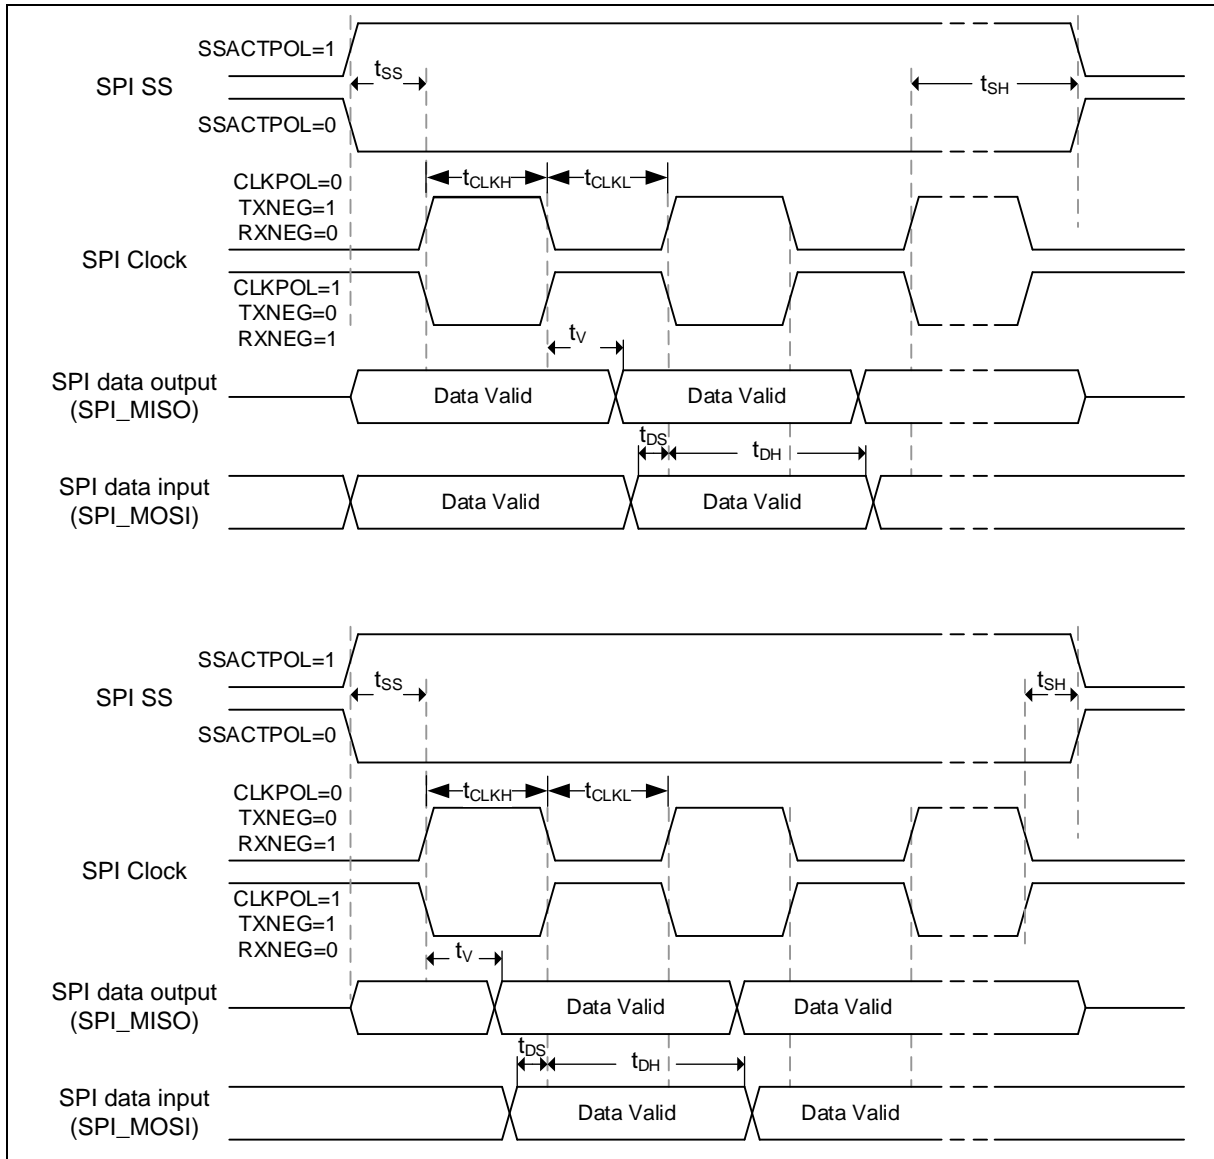 SSACTPOL=1
SPI SS
tSS
tSH
SSACTPOL=0
CLKPOL=0
TXNEG=1
RXNEG=0
tCLKH
tCLKL
SPI Clock
CLKPOL=1
TXNEG=0
RXNEG=1
tV
SPI data output
(SPI_MISO)
Data Valid
Data Valid
tDS
tDH
SPI data input
(SPI_MOSI)
Data Valid
Data Valid
SSACTPOL=1
SPI SS
tSS
tSH
SSACTPOL=0
CLKPOL=0
TXNEG=0
RXNEG=1
tCLKH
tCLKL
SPI Clock
CLKPOL=1
TXNEG=1
RXNEG=0
tV
SPI data output
(SPI_MISO)
Data Valid
Data Valid
tDS
tDH
SPI data input
(SPI_MOSI)
Data Valid
Data Valid